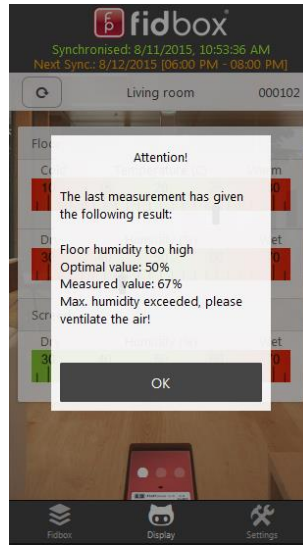 fidbox
Synchronised: 8/11/2015, 10:53:36 AM
Next Sync.: 8/12/2015 [06:00 PM - 08:00 PM]
Living room 000102
Floor
Attention!
The last measurement has given
the following result:
Floor humidity too high
Optimal value: 50%
Measured value: 67%
Max. humidity exceeded, please
ventilate the air!
OK
Fidbox Display Settings